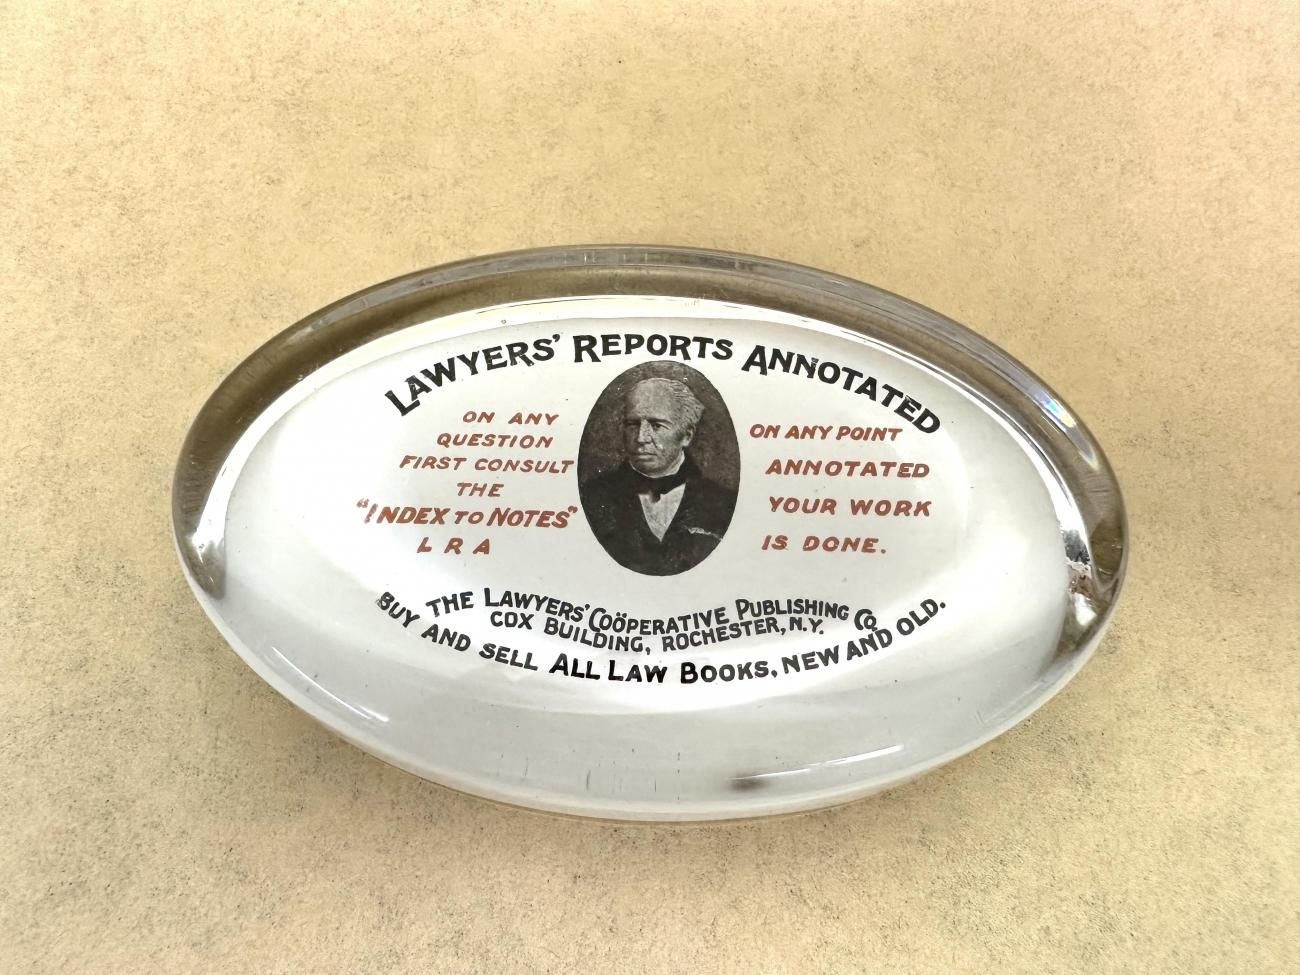 LAWYERS' REPORTS ANNOTATED
ON ANY
QUESTION
FIRST CONSULT
THE
"INDEX TO NOTES"
L R A
ON ANY POINT
ANNOTATED
YOUR WORK
IS DONE.
THE LAWYERS' COÖPERATIVE PUBLISHING CO.
COX BUILDING, ROCHESTER, N.Y.
BUY AND SELL ALL LAW BOOKS, NEW AND OLD.